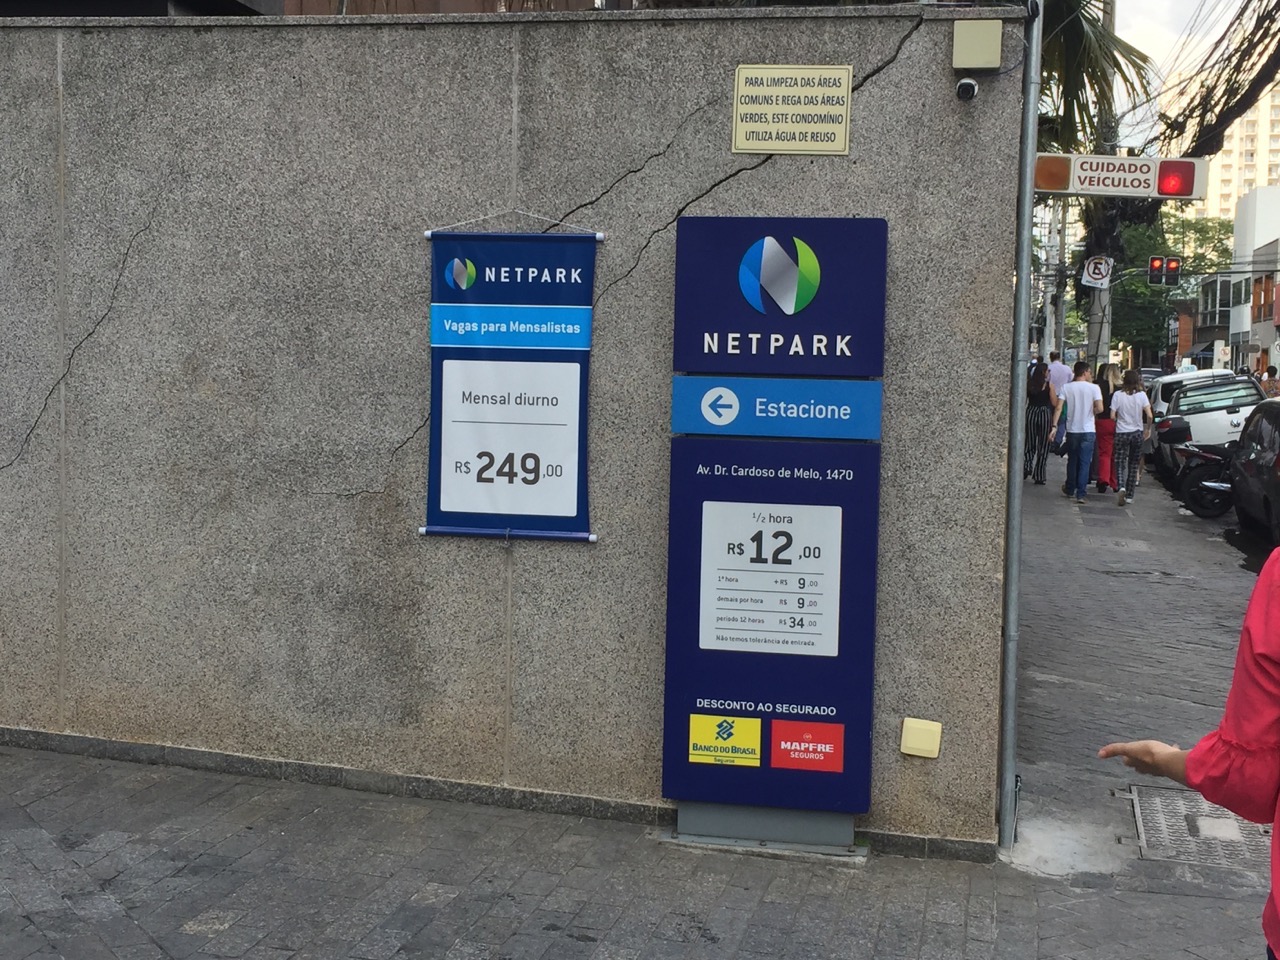 PARA LIMPEZA DAS ÁREAS
COMUNS E REGA DAS ÁREAS
VERDES, ESTE CONDOMÍNIO
UTILIZA ÁGUA DE REUSO
CUIDADO
VEÍCULOS
E
NETPARK
Vagas para Mensalistas
Mensal diurno
R$ 249,00
NETPARK
Estacione
Av. Dr. Cardoso de Melo, 1470
1/2 hora
R$ 12,00
1ª hora + R$ 9,00
demais por hora R$ 9,00
período 12 horas R$ 34,00
Não temos tolerância de entrada.
DESCONTO AO SEGURADO
BANCO DO BRASIL
Seguros
MAPFRE
SEGUROS